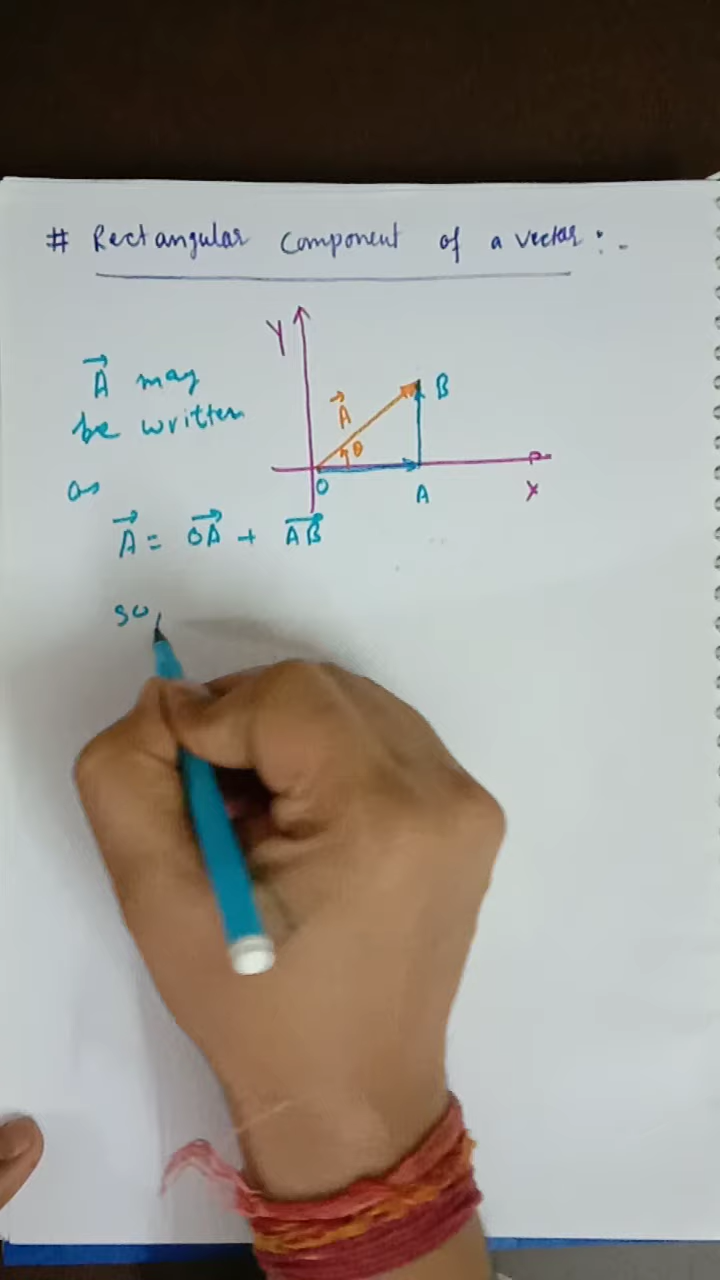 # Rectangular Component of a vector :-
Y
A⃗ may
be written
as
A⃗
θ
B
O
A
X
A⃗ = OA⃗ + AB⃗
so,